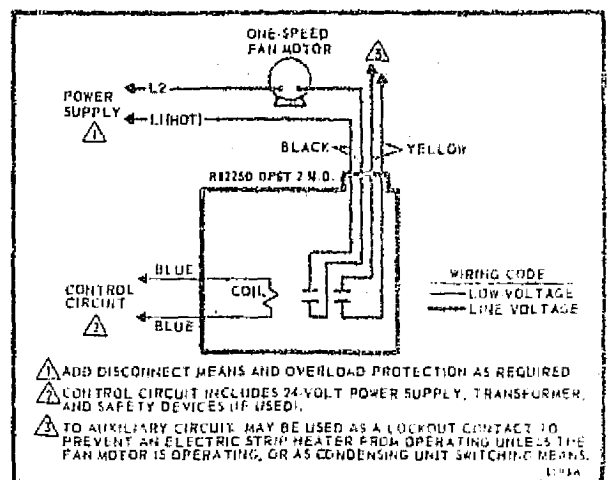 ONE-SPEED
FAN MOTOR
3
L2
POWER
SUPPLY
L1(HOT)
1
BLACK
YELLOW
R8225D DPST 2 N.O.
BLUE
CONTROL
CIRCUIT
COIL
2
BLUE
WIRING CODE
LOW VOLTAGE
LINE VOLTAGE
1 ADD DISCONNECT MEANS AND OVERLOAD PROTECTION AS REQUIRED
2 CONTROL CIRCUIT INCLUDES 24-VOLT POWER SUPPLY, TRANSFORMER,
AND SAFETY DEVICES (IF USED).
3 TO AUXILIARY CIRCUIT. MAY BE USED AS A LOCKOUT CONTACT TO
PREVENT AN ELECTRIC STRIP HEATER FROM OPERATING UNLESS THE
FAN MOTOR IS OPERATING, OR AS CONDENSING UNIT SWITCHING MEANS.